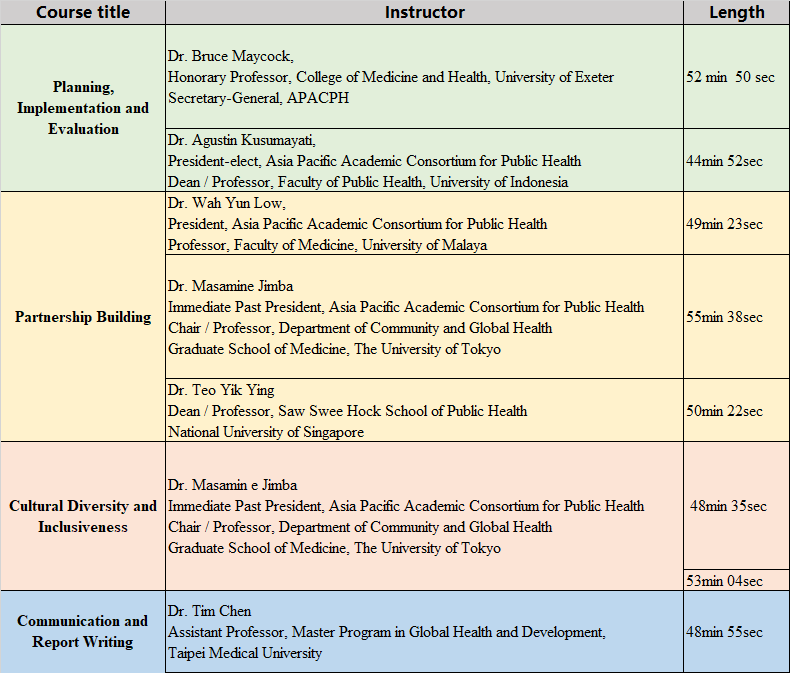 Course title
Instructor
Length
Planning,
Implementation and
Evaluation
Dr. Bruce Maycock,
Honorary Professor, College of Medicine and Health, University of Exeter
Secretary-General, APACPH
52 min  50 sec
Dr. Agustin Kusumayati,
President-elect, Asia Pacific Academic Consortium for Public Health
Dean / Professor, Faculty of Public Health, University of Indonesia
44min 52sec
Partnership Building
Dr. Wah Yun Low,
President, Asia Pacific Academic Consortium for Public Health
Professor, Faculty of Medicine, University of Malaya
49min 23sec
Dr. Masamine Jimba
Immediate Past President, Asia Pacific Academic Consortium for Public Health
Chair / Professor, Department of Community and Global Health
Graduate School of Medicine, The University of Tokyo
55min 38sec
Dr. Teo Yik Ying
Dean / Professor, Saw Swee Hock School of Public Health
National University of Singapore
50min 22sec
Cultural Diversity and
Inclusiveness
Dr. Masamin e Jimba
Immediate Past President, Asia Pacific Academic Consortium for Public Health
Chair / Professor, Department of Community and Global Health
Graduate School of Medicine, The University of Tokyo
48min 35sec
53min 04sec
Communication and
Report Writing
Dr. Tim Chen
Assistant Professor, Master Program in Global Health and Development,
Taipei Medical University
48min 55sec